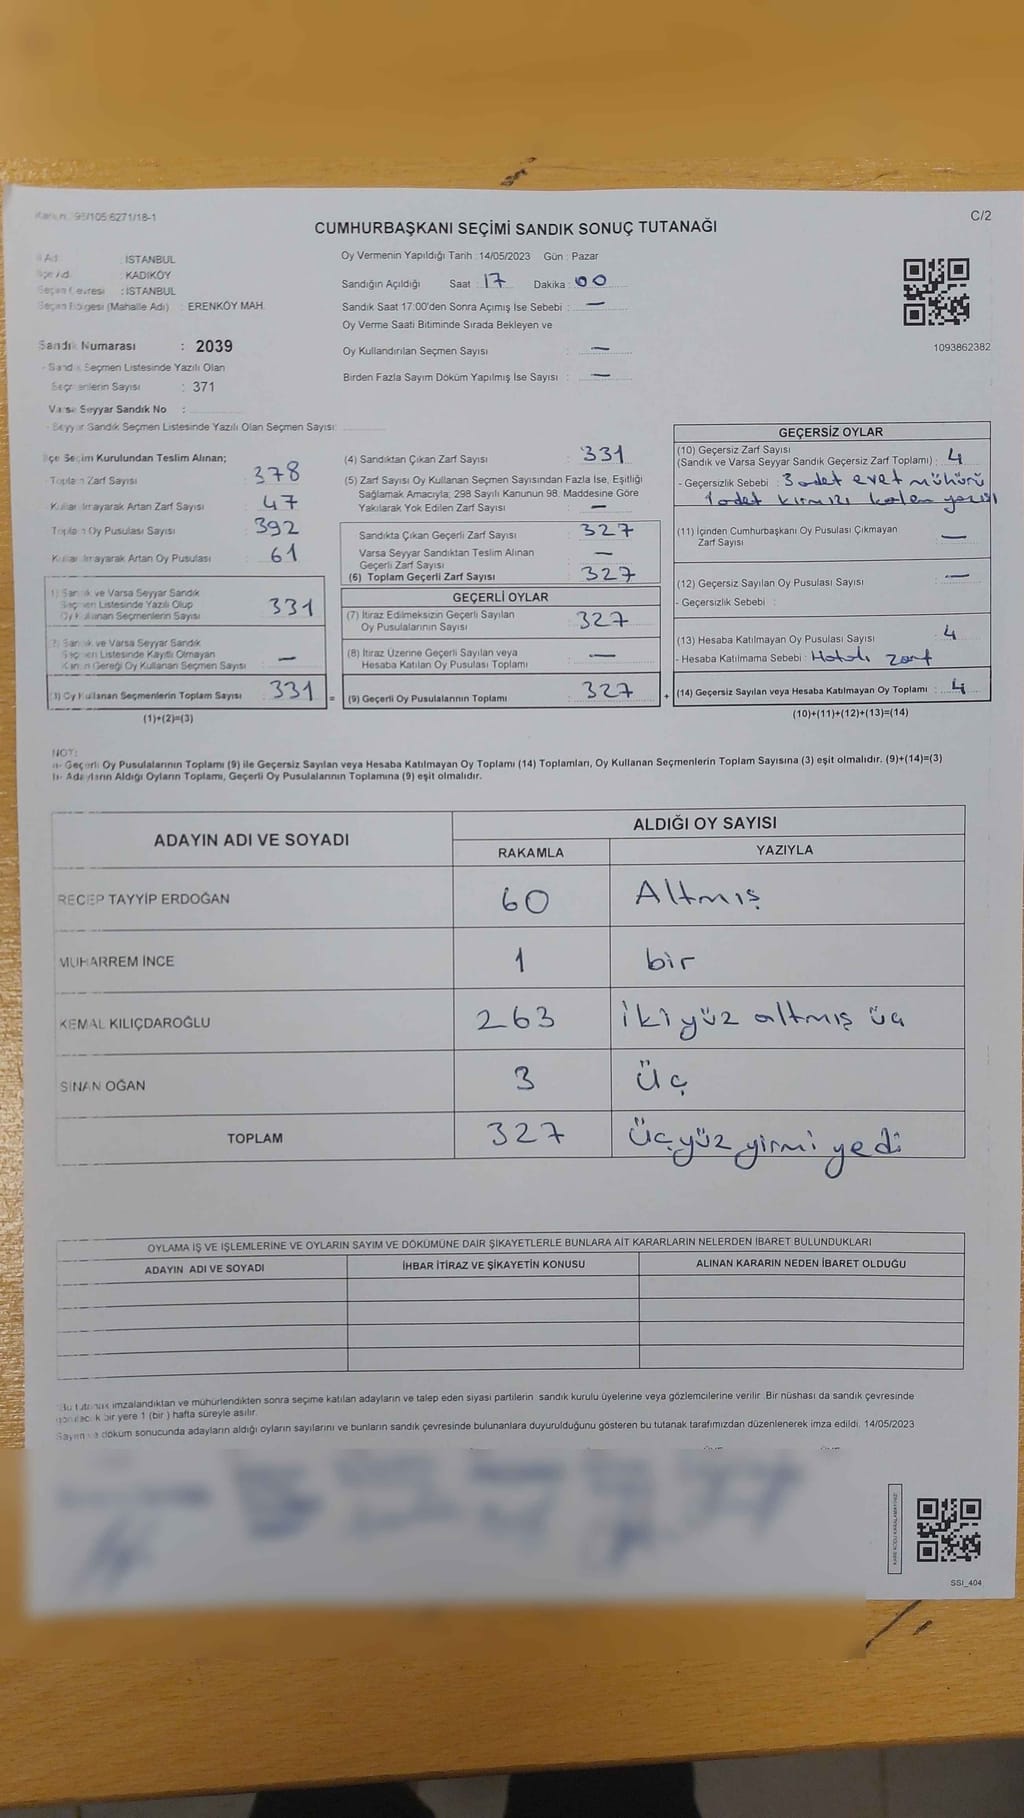 Kanun: 98/105 6271/18-1
C/2
CUMHURBAŞKANI SEÇİMİ SANDIK SONUÇ TUTANAĞI
İl Adı : İSTANBUL
İlçe Adı : KADIKÖY
Seçim Çevresi : İSTANBUL
Seçim Bölgesi (Mahalle Adı) : ERENKÖY MAH.
Sandık Numarası : 2039
- Sandık Seçmen Listesinde Yazılı Olan
Seçmenlerin Sayısı : 371
Varsa Seyyar Sandık No :
- Seyyar Sandık Seçmen Listesinde Yazılı Olan Seçmen Sayısı:
Oy Vermenin Yapıldığı Tarih : 14/05/2023 Gün : Pazar
Sandığın Açıldığı Saat : 17 Dakika : 00
Sandık Saat 17.00'den Sonra Açımış İse Sebebi : —
Oy Verme Saati Bitiminde Sırada Bekleyen ve
Oy Kullandırılan Seçmen Sayısı : —
Birden Fazla Sayım Döküm Yapılmış İse Sayısı : —
1093862382
İlçe Seçim Kurulundan Teslim Alınan;
Toplam Zarf Sayısı : 378
Kullanılmayarak Artan Zarf Sayısı : 47
Toplam Oy Pusulası Sayısı : 392
Kullanılmayarak Artan Oy Pusulası : 61
(1) Sandık ve Varsa Seyyar Sandık
Seçmen Listesinde Yazılı Olup
Oy Kullanan Seçmenlerin Sayısı 331
(2) Sandık ve Varsa Seyyar Sandık
Seçmen Listesinde Kayıtlı Olmayan
Kanun Gereği Oy Kullanan Seçmen Sayısı —
(3) Oy Kullanan Seçmenlerin Toplam Sayısı 331 =
(1)+(2)=(3)
(4) Sandıktan Çıkan Zarf Sayısı : 331
(5) Zarf Sayısı Oy Kullanan Seçmen Sayısından Fazla İse, Eşitliği
Sağlamak Amacıyla; 298 Sayılı Kanunun 98. Maddesine Göre
Yakılarak Yok Edilen Zarf Sayısı : —
Sandıkta Çıkan Geçerli Zarf Sayısı : 327
Varsa Seyyar Sandıktan Teslim Alınan
Geçerli Zarf Sayısı : —
(6) Toplam Geçerli Zarf Sayısı : 327
GEÇERLİ OYLAR
(7) İtiraz Edilmeksizin Geçerli Sayılan
Oy Pusulalarının Sayısı : 327
(8) İtiraz Üzerine Geçerli Sayılan veya
Hesaba Katılan Oy Pusulası Toplamı : —
(9) Geçerli Oy Pusulalarının Toplamı : 327 +
GEÇERSİZ OYLAR
(10) Geçersiz Zarf Sayısı
(Sandık ve Varsa Seyyar Sandık Geçersiz Zarf Toplamı) : 4
- Geçersizlik Sebebi : 3 adet evet mühürü
1 adet kırmızı kalem yazısı
(11) İçinden Cumhurbaşkanı Oy Pusulası Çıkmayan
Zarf Sayısı : —
(12) Geçersiz Sayılan Oy Pusulası Sayısı : —
- Geçersizlik Sebebi :
(13) Hesaba Katılmayan Oy Pusulası Sayısı : 4
- Hesaba Katılmama Sebebi : Hatalı zarf
(14) Geçersiz Sayılan veya Hesaba Katılmayan Oy Toplamı : 4
(10)+(11)+(12)+(13)=(14)
NOT:
a- Geçerli Oy Pusulalarının Toplamı (9) ile Geçersiz Sayılan veya Hesaba Katılmayan Oy Toplamı (14) Toplamları, Oy Kullanan Seçmenlerin Toplam Sayısına (3) eşit olmalıdır. (9)+(14)=(3)
b- Adayların Aldığı Oyların Toplamı, Geçerli Oy Pusulalarının Toplamına (9) eşit olmalıdır.
ADAYIN ADI VE SOYADI
ALDIĞI OY SAYISI
RAKAMLA YAZIYLA
RECEP TAYYİP ERDOĞAN 60 Altmış
MUHARREM İNCE 1 bir
KEMAL KILIÇDAROĞLU 263 iki yüz altmış üç
SİNAN OĞAN 3 üç
TOPLAM 327 üç yüz yirmi yedi
OYLAMA İŞ VE İŞLEMLERİNE VE OYLARIN SAYIM VE DÖKÜMÜNE DAİR ŞİKAYETLERLE BUNLARA AİT KARARLARIN NELERDEN İBARET BULUNDUKLARI
ADAYIN ADI VE SOYADI İHBAR İTİRAZ VE ŞİKAYETİN KONUSU ALINAN KARARIN NEDEN İBARET OLDUĞU
Bu tutanak imzalandıktan ve mühürlendikten sonra seçime katılan adayların ve talep eden siyasi partilerin sandık kurulu üyelerine veya gözlemcilerine verilir. Bir nüshası da sandık çevresinde
görülecek bir yere 1 (bir) hafta süreyle asılır.
Sayım ve döküm sonucunda adayların aldığı oyların sayılarını ve bunların sandık çevresinde bulunanlara duyurulduğunu gösteren bu tutanak tarafımızdan düzenlenerek imza edildi. 14/05/2023
KARE KODU KARALAMAYINIZ!
SSI_404